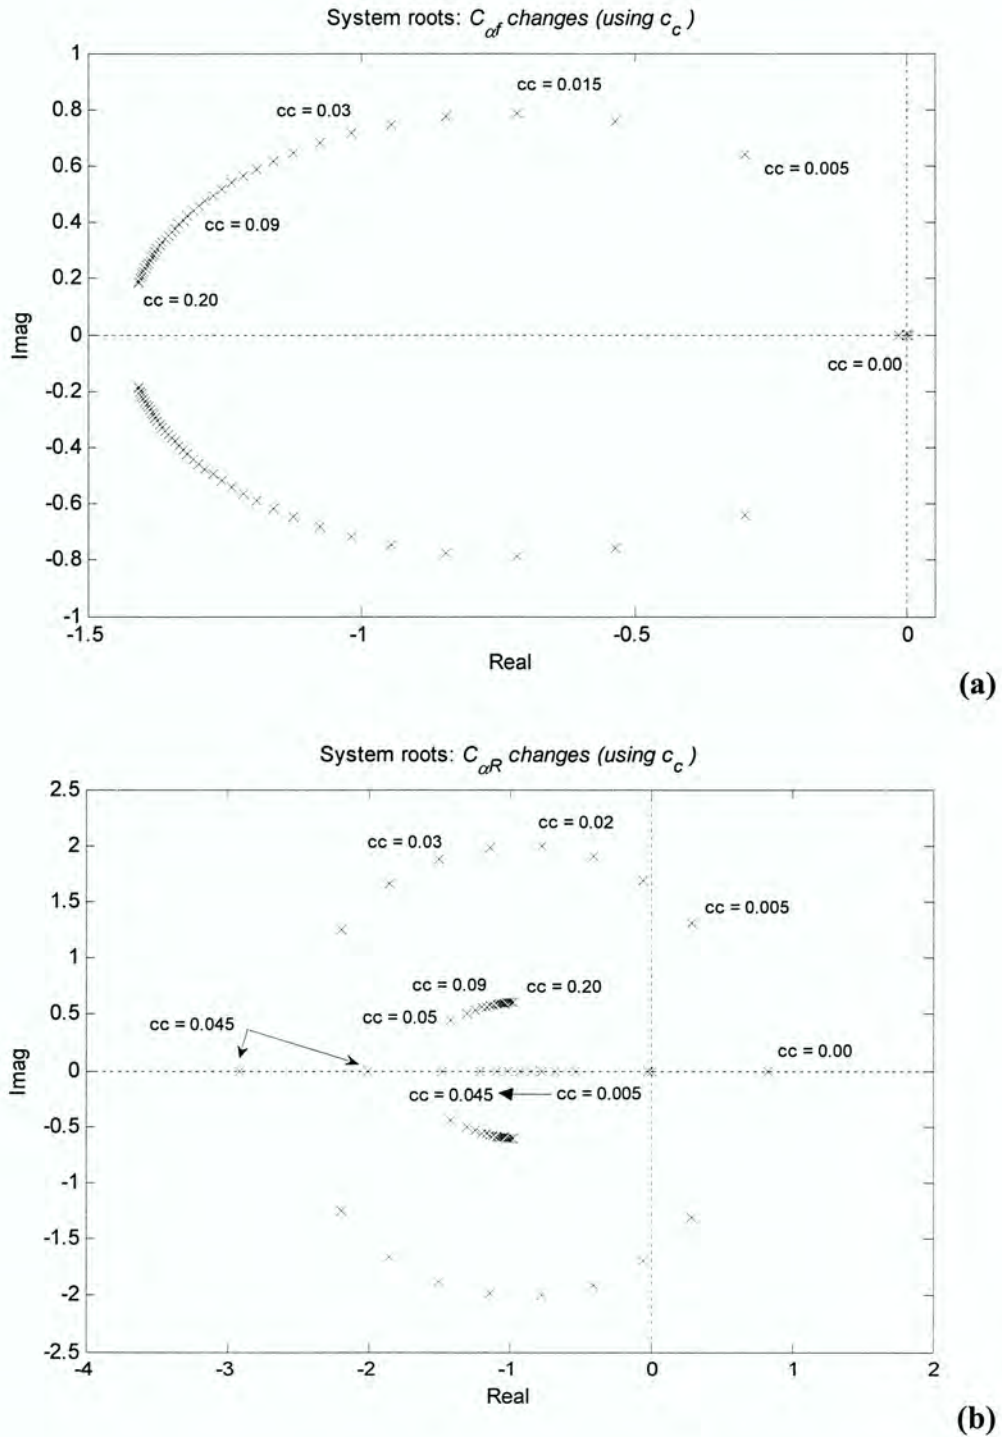 System roots: C_αf changes (using c_c)
1
0.8
0.6
0.4
0.2
0
-0.2
-0.4
-0.6
-0.8
-1
Imag
cc = 0.015
cc = 0.03
cc = 0.005
cc = 0.09
cc = 0.20
cc = 0.00
-1.5 -1 -0.5 0
Real
(a)
System roots: C_αR changes (using c_c)
2.5
2
1.5
1
0.5
0
-0.5
-1
-1.5
-2
-2.5
Imag
cc = 0.02
cc = 0.03
cc = 0.005
cc = 0.09 cc = 0.20
cc = 0.05
cc = 0.045
cc = 0.00
cc = 0.045 cc = 0.005
-4 -3 -2 -1 0 1 2
Real
(b)